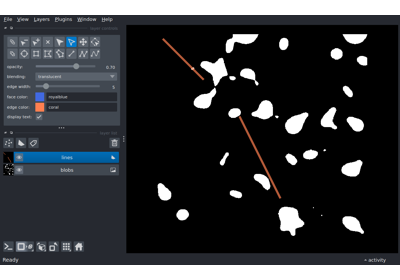 File View Layers Plugins Window Help
opacity: 0.70
blending: translucent
edge width: 5
face color: royalblue
edge color: coral
display text: ✓
lines
blobs
Ready
activity